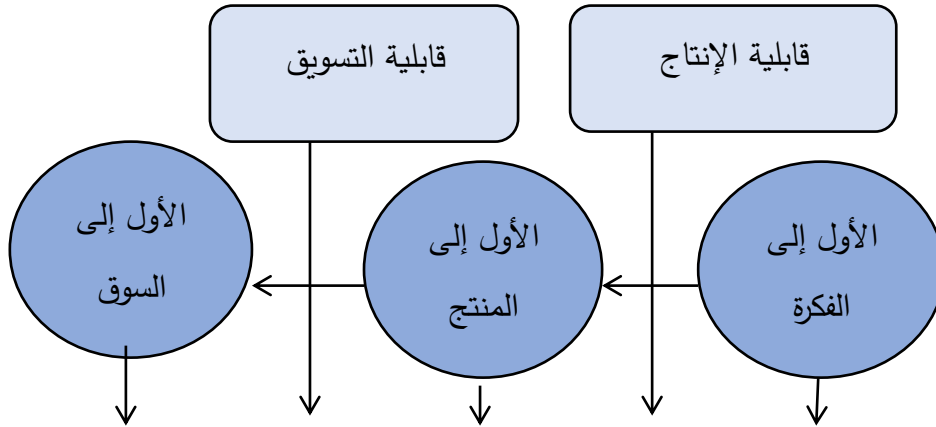 قابلية الإنتاج
قابلية التسويق
الأول إلى
الفكرة
الأول إلى
المنتج
الأول إلى
السوق